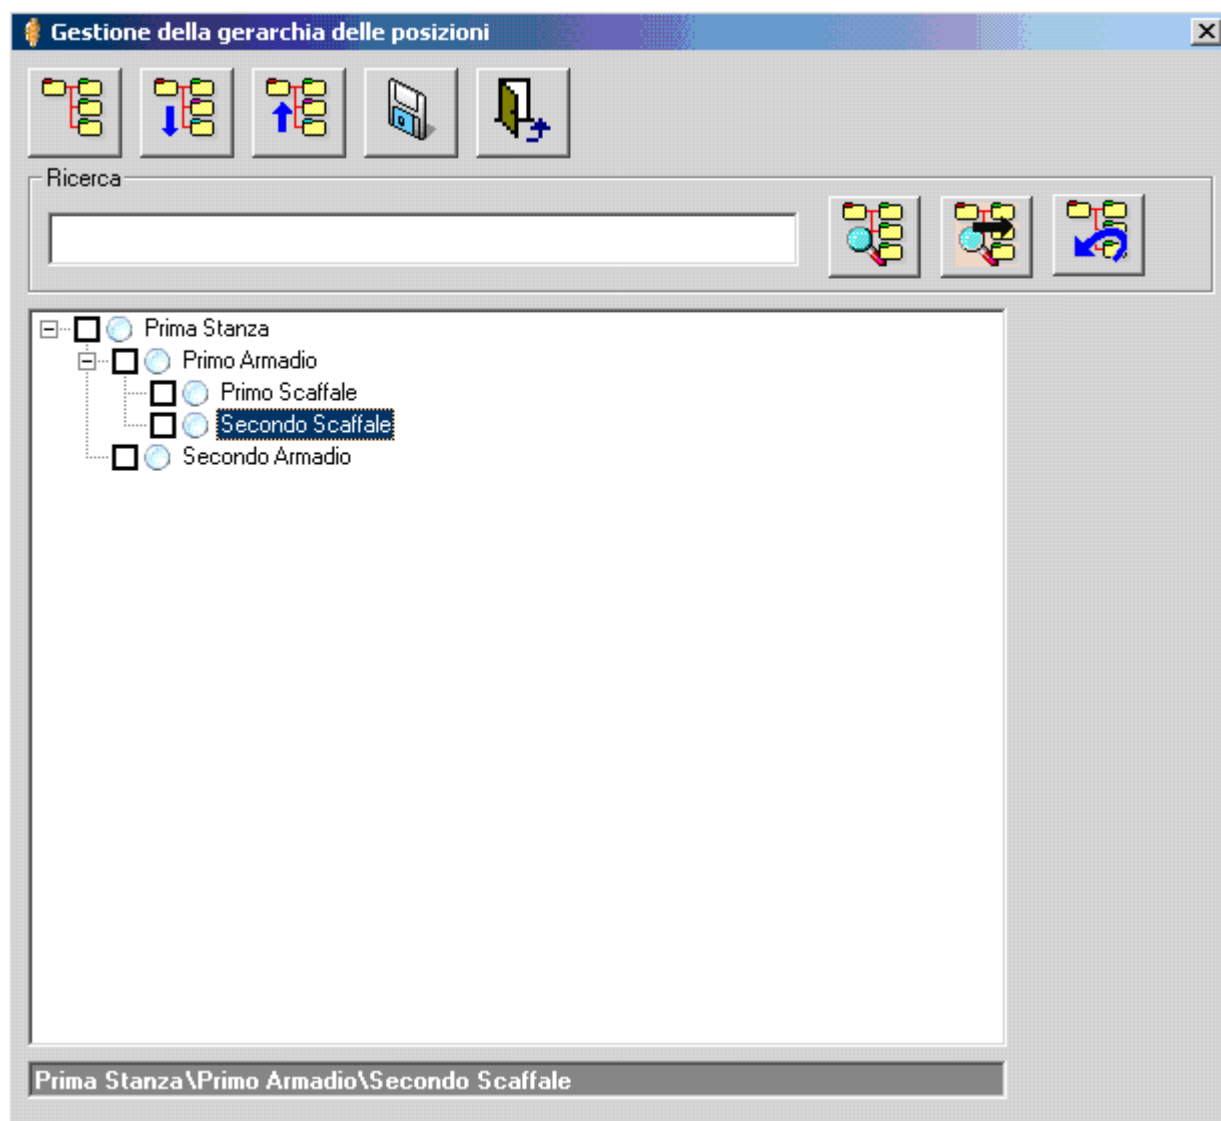 Gestione della gerarchia delle posizioni
Ricerca
Prima Stanza
Primo Armadio
Primo Scaffale
Secondo Scaffale
Secondo Armadio
Prima Stanza\Primo Armadio\Secondo Scaffale